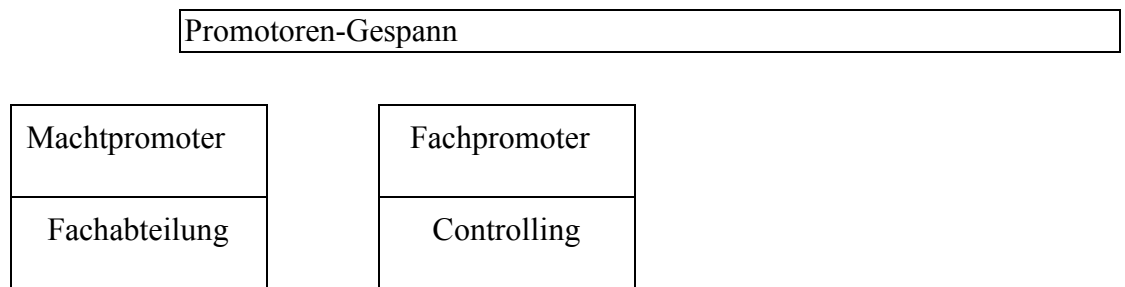 Promotoren-Gespann
Machtpromoter
Fachpromoter
Fachabteilung
Controlling